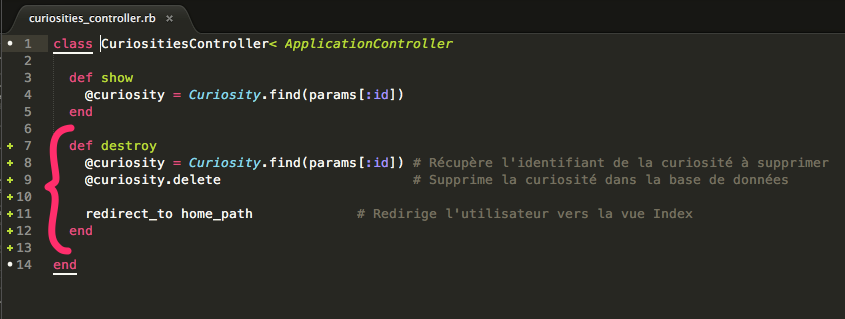 curiosities_controller.rb ×
1 class CuriositiesController< ApplicationController
2
3 def show
4 @curiosity = Curiosity.find(params[:id])
5 end
6
7 def destroy
8 @curiosity = Curiosity.find(params[:id]) # Récupère l'identifiant de la curiosité à supprimer
9 @curiosity.delete # Supprime la curiosité dans la base de données
10
11 redirect_to home_path # Redirige l'utilisateur vers la vue Index
12 end
13
14 end